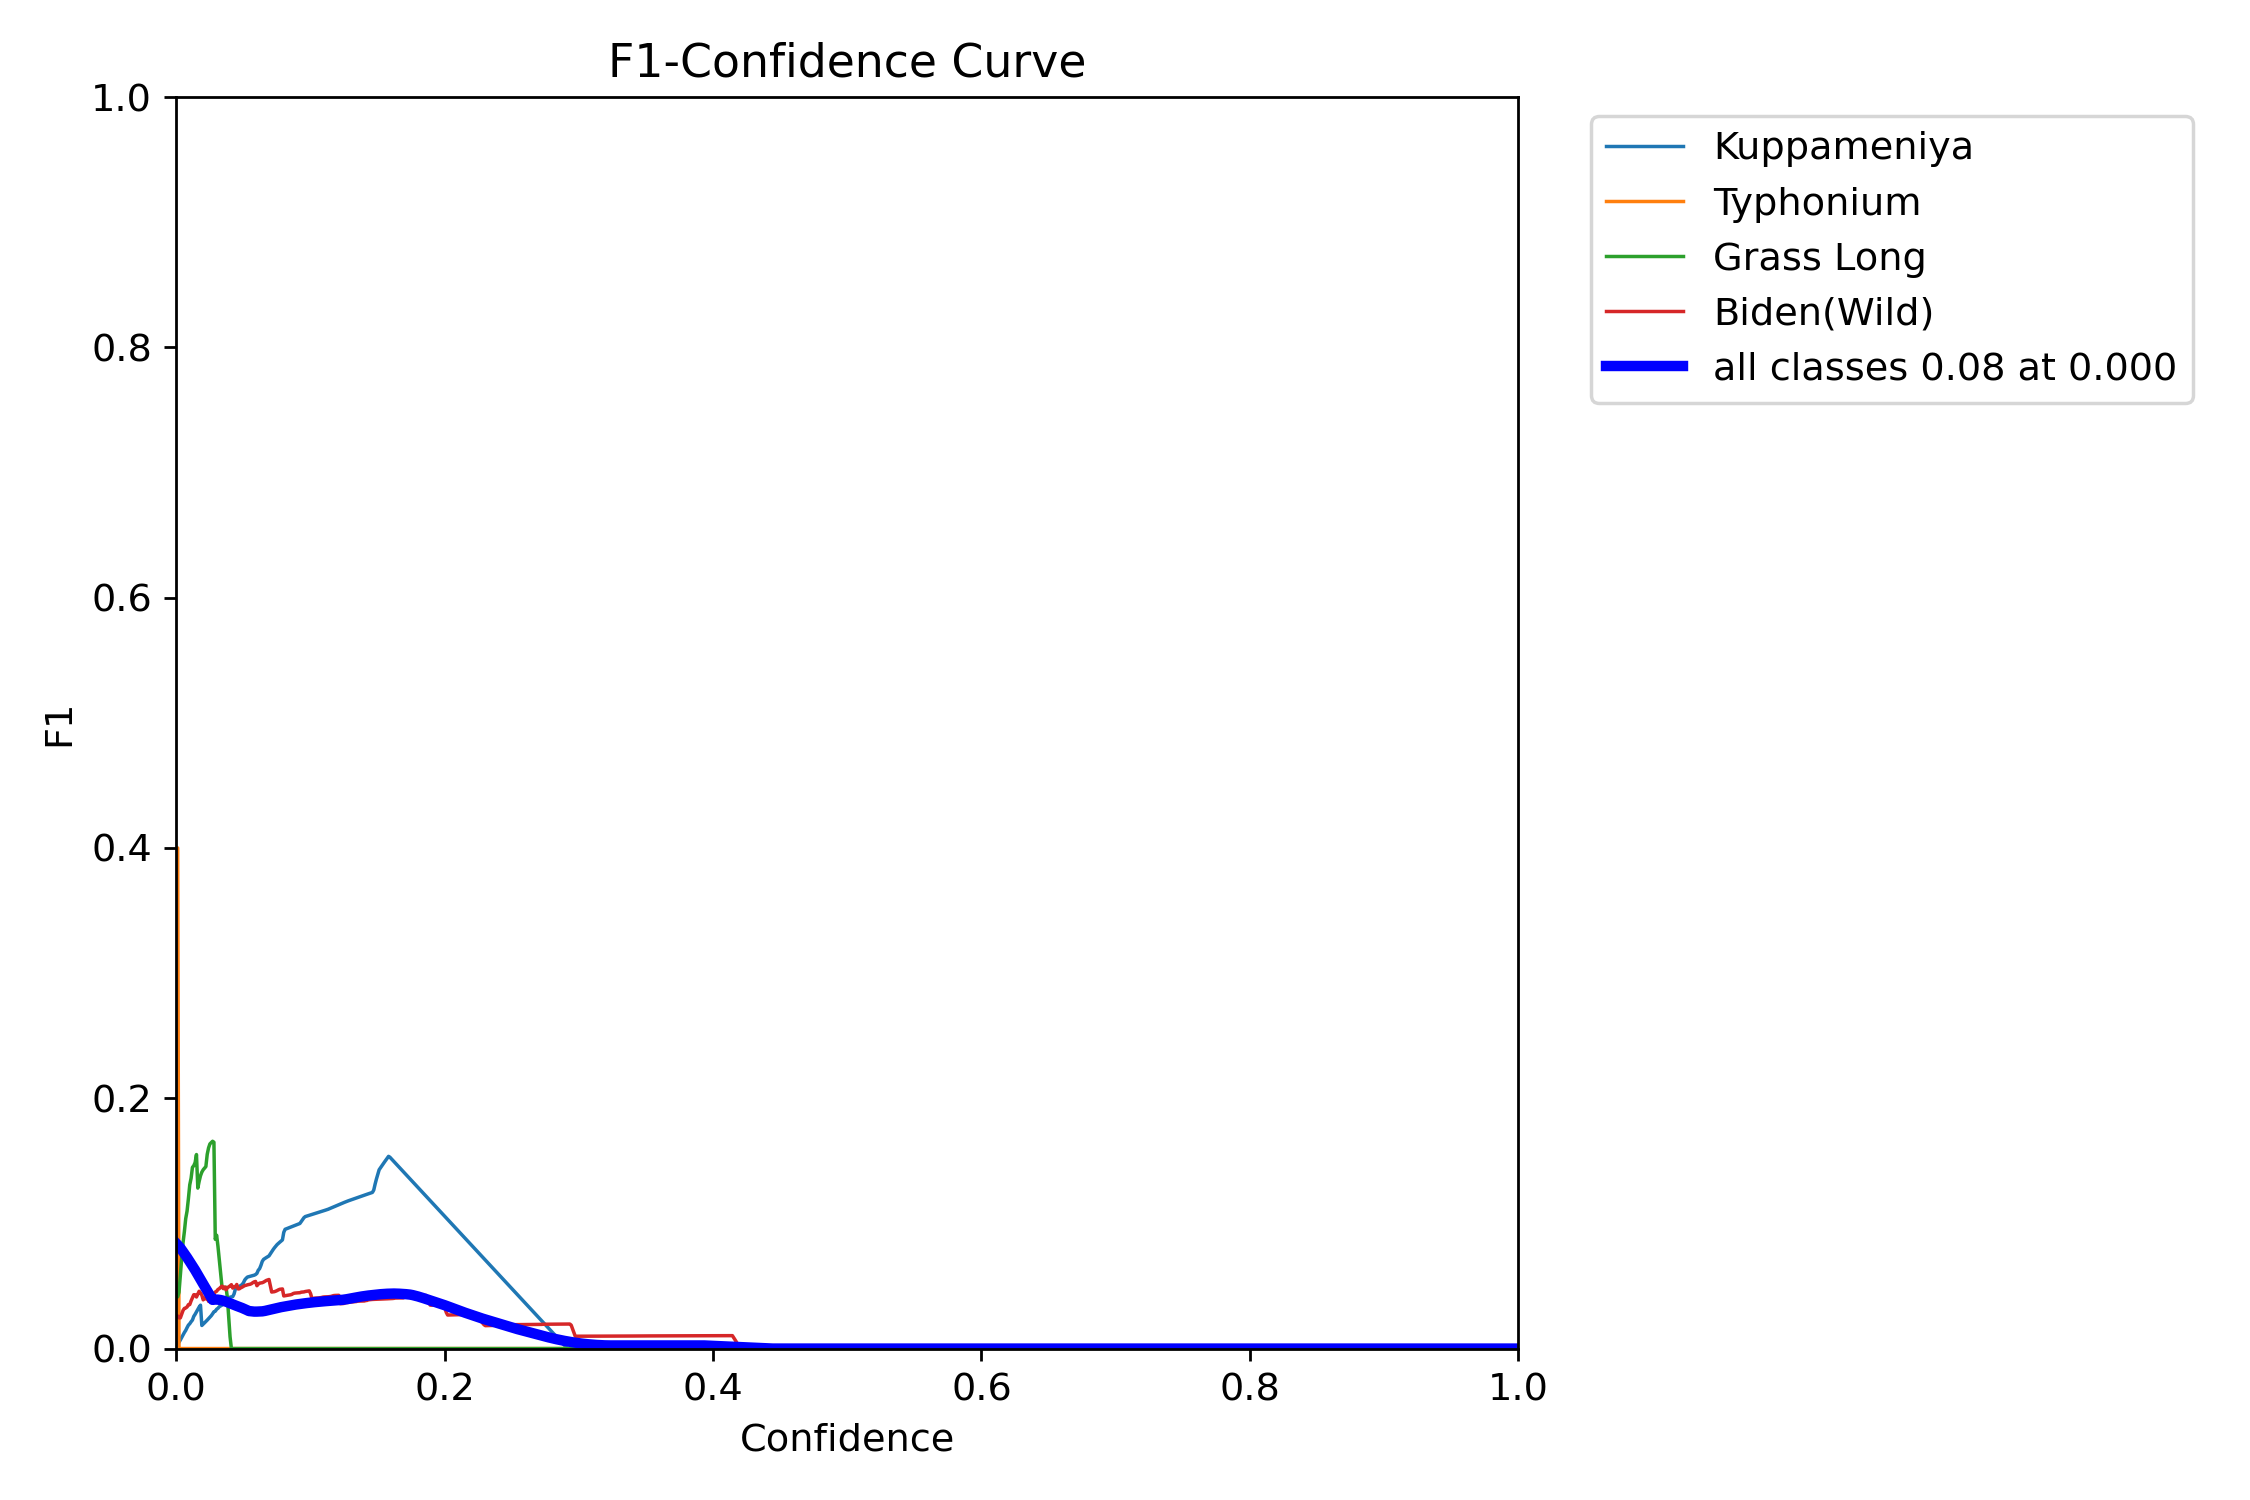 F1-Confidence Curve
1.0
0.8
0.6
0.4
0.2
0.0
F1
0.0 0.2 0.4 0.6 0.8 1.0
Confidence
Kuppameniya
Typhonium
Grass Long
Biden(Wild)
all classes 0.08 at 0.000